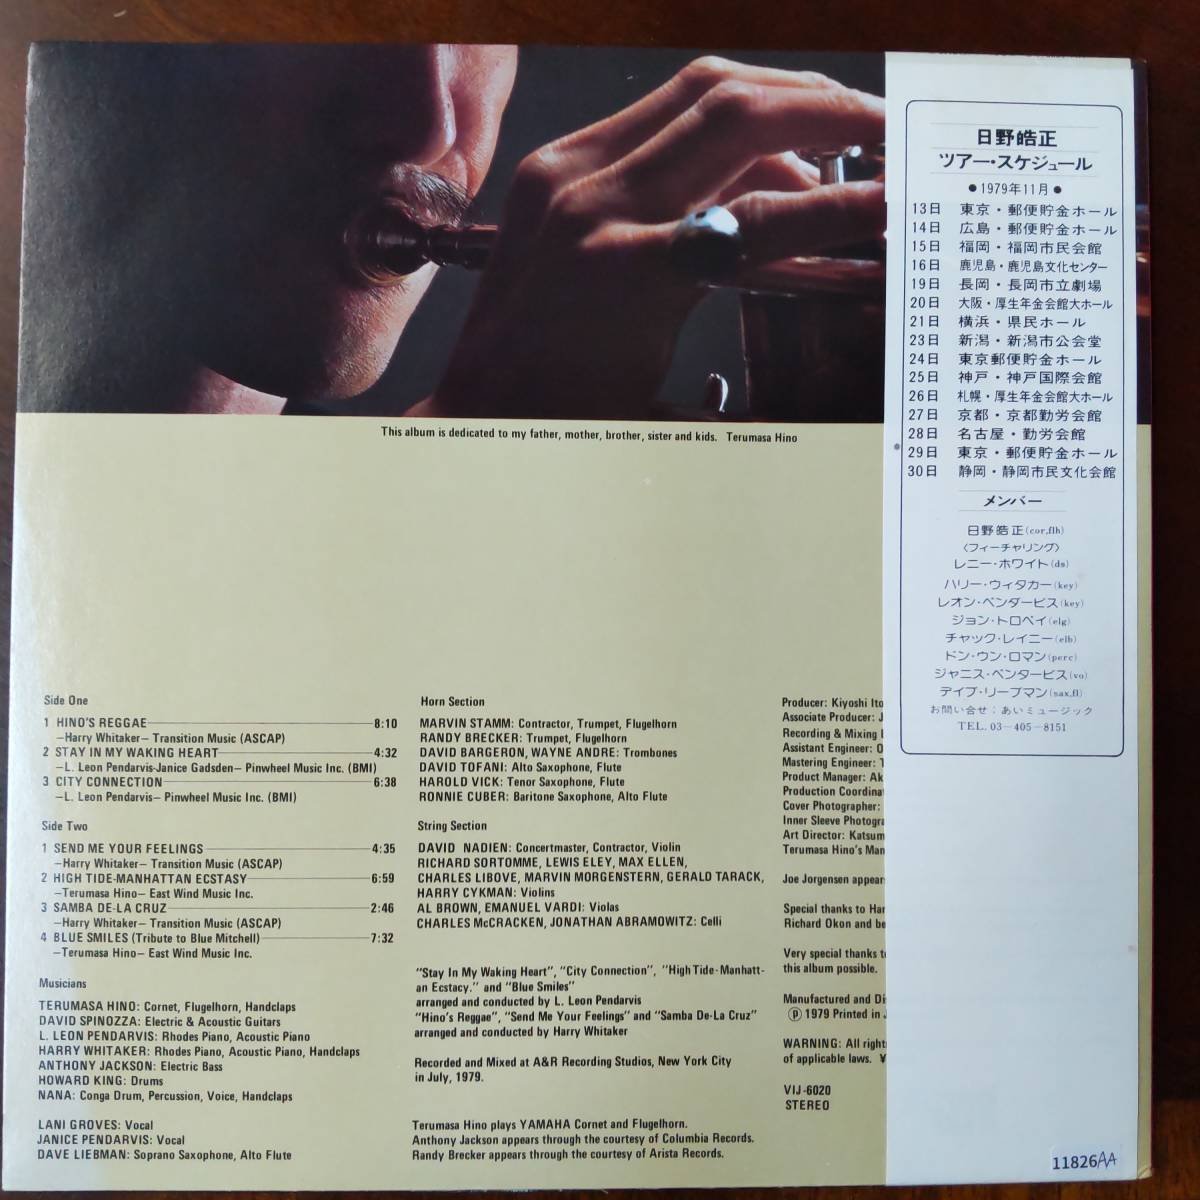 This album is dedicated to my father, mother, brother, sister and kids. Terumasa Hino
Side One
1 HINO'S REGGAE 8:10
–Harry Whitaker– Transition Music (ASCAP)
2 STAY IN MY WAKING HEART 4:32
–L. Leon Pendarvis-Janice Gadsden– Pinwheel Music Inc. (BMI)
3 CITY CONNECTION 6:38
–L. Leon Pendarvis– Pinwheel Music Inc. (BMI)
Side Two
1 SEND ME YOUR FEELINGS 4:35
–Harry Whitaker– Transition Music (ASCAP)
2 HIGH TIDE-MANHATTAN ECSTASY 6:59
–Terumasa Hino– East Wind Music Inc.
3 SAMBA DE-LA CRUZ 2:46
–Harry Whitaker– Transition Music (ASCAP)
4 BLUE SMILES (Tribute to Blue Mitchell) 7:32
–Terumasa Hino– East Wind Music Inc.
Musicians
TERUMASA HINO: Cornet, Flugelhorn, Handclaps
DAVID SPINOZZA: Electric & Acoustic Guitars
L. LEON PENDARVIS: Rhodes Piano, Acoustic Piano
HARRY WHITAKER: Rhodes Piano, Acoustic Piano, Handclaps
ANTHONY JACKSON: Electric Bass
HOWARD KING: Drums
NANA: Conga Drum, Percussion, Voice, Handclaps
LANI GROVES: Vocal
JANICE PENDARVIS: Vocal
DAVE LIEBMAN: Soprano Saxophone, Alto Flute
Horn Section
MARVIN STAMM: Contractor, Trumpet, Flugelhorn
RANDY BRECKER: Trumpet, Flugelhorn
DAVID BARGERON, WAYNE ANDRE: Trombones
DAVID TOFANI: Alto Saxophone, Flute
HAROLD VICK: Tenor Saxophone, Flute
RONNIE CUBER: Baritone Saxophone, Alto Flute
String Section
DAVID NADIEN: Concertmaster, Contractor, Violin
RICHARD SORTOMME, LEWIS ELEY, MAX ELLEN,
CHARLES LIBOVE, MARVIN MORGENSTERN, GERALD TARACK,
HARRY CYKMAN: Violins
AL BROWN, EMANUEL VARDI: Violas
CHARLES McCRACKEN, JONATHAN ABRAMOWITZ: Celli
"Stay In My Waking Heart", "City Connection", "High Tide-Manhatt-
an Ecstacy." and "Blue Smiles"
arranged and conducted by L. Leon Pendarvis
"Hino's Reggae", "Send Me Your Feelings" and "Samba De-La Cruz"
arranged and conducted by Harry Whitaker
Recorded and Mixed at A&R Recording Studios, New York City
in July, 1979.
Terumasa Hino plays YAMAHA Cornet and Flugelhorn.
Anthony Jackson appears through the courtesy of Columbia Records.
Randy Brecker appears through the courtesy of Arista Records.
Producer: Kiyoshi Ito
Associate Producer: J
Recording & Mixing
Assistant Engineer: O
Mastering Engineer: T
Product Manager: Ak
Production Coordina
Cover Photographer:
Inner Sleeve Photogra
Art Director: Katsum
Terumasa Hino's Man
Joe Jorgensen appear
Special thanks to Har
Richard Okon and be
Very special thanks t
this album possible.
Manufactured and Di
Ⓟ 1979 Printed in J
WARNING: All right
of applicable laws. ¥
VIJ-6020
STEREO
日野皓正
ツアー・スケジュール
●1979年11月●
13日 東京・郵便貯金ホール
14日 広島・郵便貯金ホール
15日 福岡・福岡市民会館
16日 鹿児島・鹿児島文化センター
19日 長岡・長岡市立劇場
20日 大阪・厚生年金会館大ホール
21日 横浜・県民ホール
23日 新潟・新潟市公会堂
24日 東京郵便貯金ホール
25日 神戸・神戸国際会館
26日 札幌・厚生年金会館大ホール
27日 京都・京都勤労会館
28日 名古屋・勤労会館
29日 東京・郵便貯金ホール
30日 静岡・静岡市民文化会館
メンバー
日野皓正(cor,flh)
〈フィーチャリング〉
レニー・ホワイト(ds)
ハリー・ウィタカー(key)
レオン・ペンダービス(key)
ジョン・トロペイ(elg)
チャック・レイニー(elb)
ドン・ウン・ロマン(perc)
ジャニス・ペンダービス(vo)
デイブ・リーブマン(sax,fl)
お問い合せ：あいミュージック
TEL. 03-405-8151
11826AA